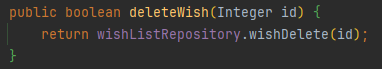 public boolean deleteWish(Integer id) {
    return wishListRepository.wishDelete(id);
}